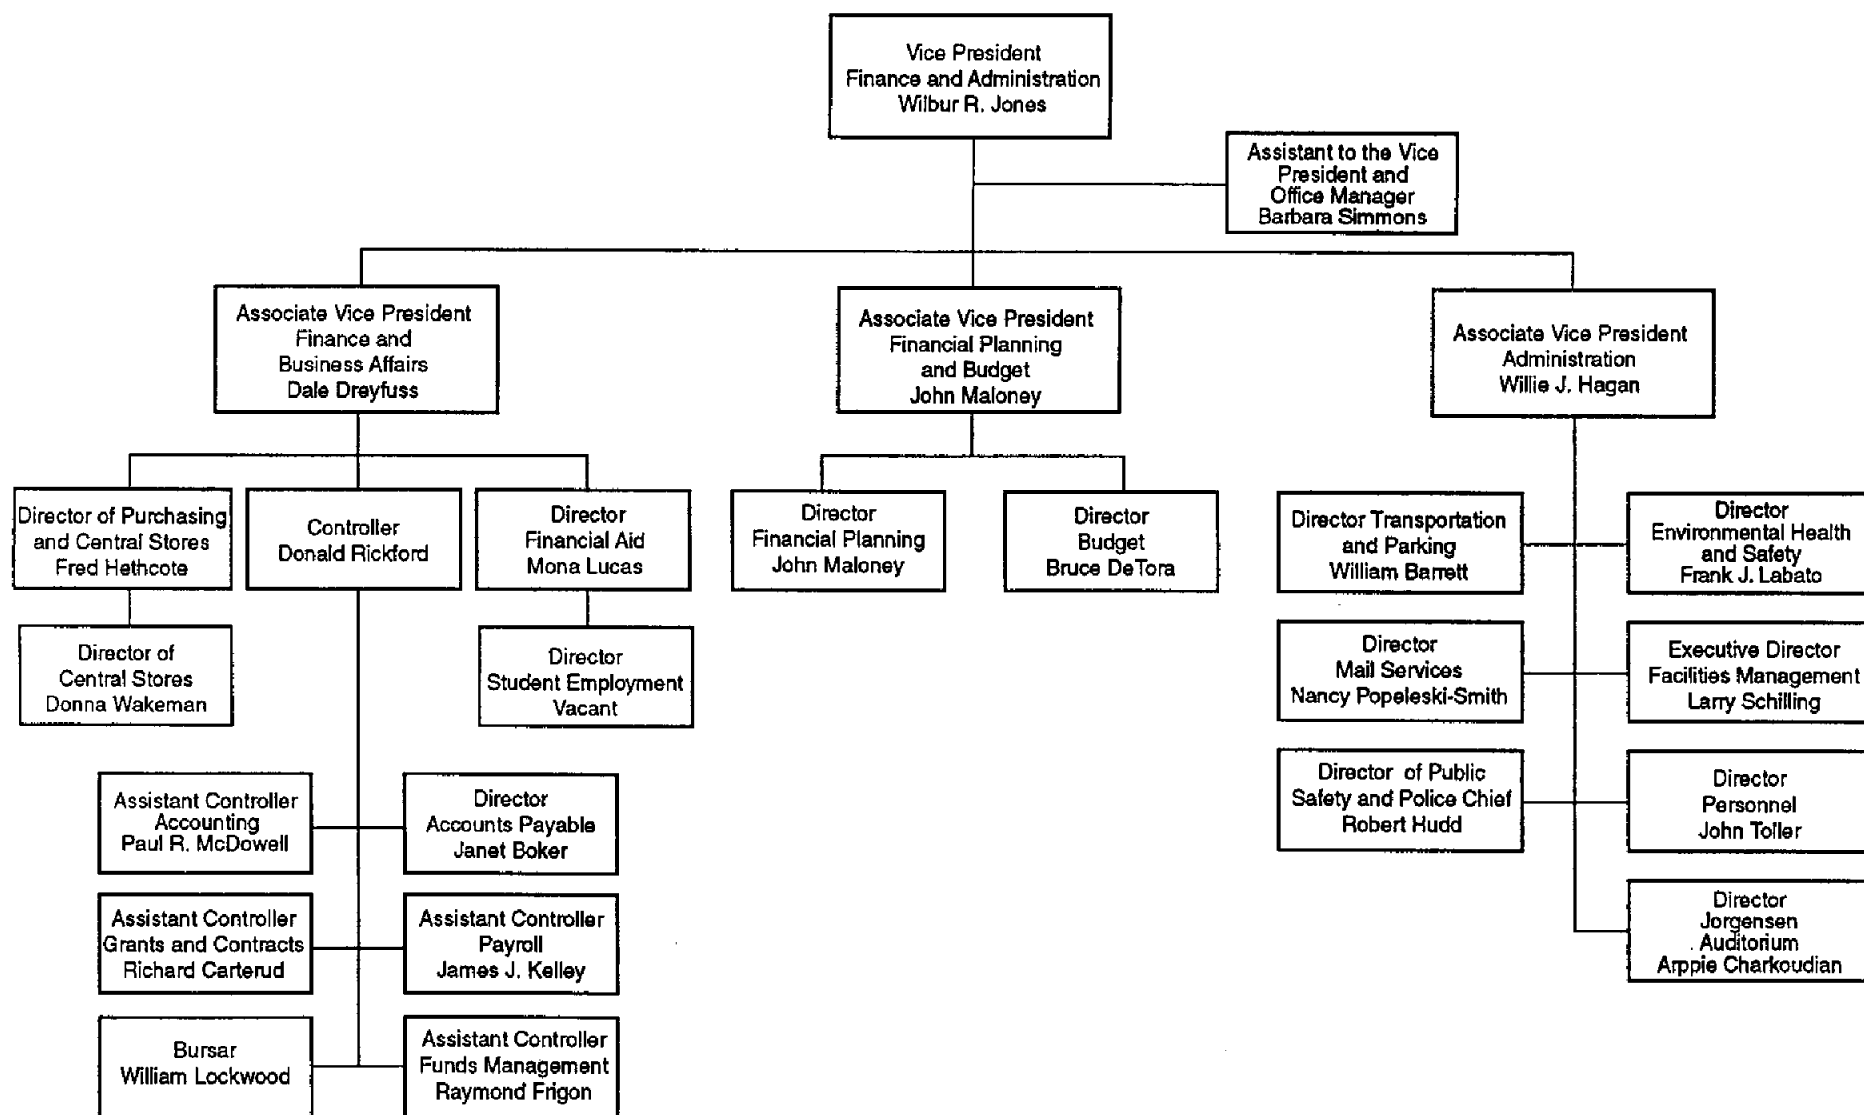 Vice President
Finance and Administration
Wilbur R. Jones
Assistant to the Vice
President and
Office Manager
Barbara Simmons
Associate Vice President
Finance and
Business Affairs
Dale Dreyfuss
Associate Vice President
Financial Planning
and Budget
John Maloney
Associate Vice President
Administration
Willie J. Hagan
Director of Purchasing
and Central Stores
Fred Hethcote
Controller
Donald Rickford
Director
Financial Aid
Mona Lucas
Director
Financial Planning
John Maloney
Director
Budget
Bruce DeTora
Director Transportation
and Parking
William Barrett
Director
Environmental Health
and Safety
Frank J. Labato
Director of
Central Stores
Donna Wakeman
Director
Student Employment
Vacant
Director
Mail Services
Nancy Popeleski-Smith
Executive Director
Facilities Management
Larry Schilling
Director of Public
Safety and Police Chief
Robert Hudd
Director
Personnel
John Toller
Assistant Controller
Accounting
Paul R. McDowell
Director
Accounts Payable
Janet Boker
Director
Jorgensen
Auditorium
Arppie Charkoudian
Assistant Controller
Grants and Contracts
Richard Carterud
Assistant Controller
Payroll
James J. Kelley
Bursar
William Lockwood
Assistant Controller
Funds Management
Raymond Frigon